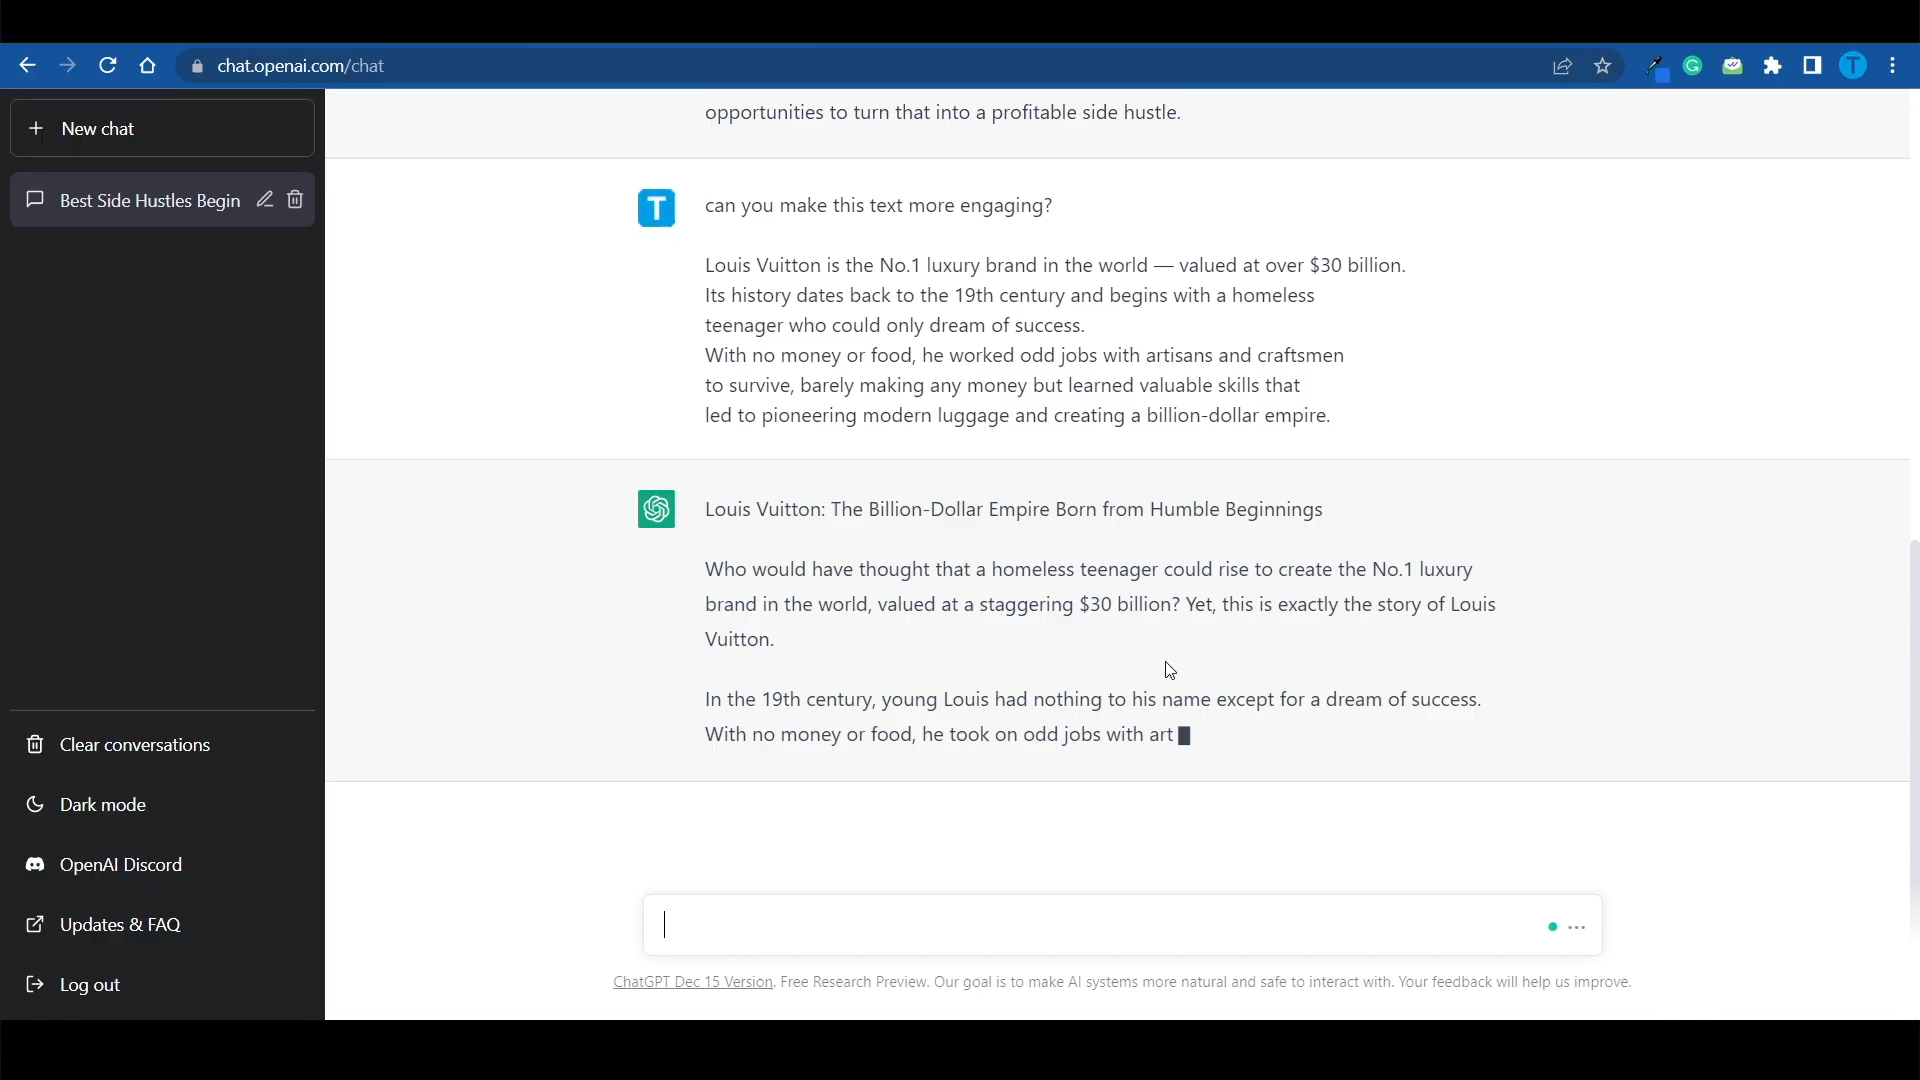 chat.openai.com/chat
T
New chat
Best Side Hustles Begin
opportunities to turn that into a profitable side hustle.
T
can you make this text more engaging?
Louis Vuitton is the No.1 luxury brand in the world — valued at over $30 billion.
Its history dates back to the 19th century and begins with a homeless
teenager who could only dream of success.
With no money or food, he worked odd jobs with artisans and craftsmen
to survive, barely making any money but learned valuable skills that
led to pioneering modern luggage and creating a billion-dollar empire.
Louis Vuitton: The Billion-Dollar Empire Born from Humble Beginnings
Who would have thought that a homeless teenager could rise to create the No.1 luxury
brand in the world, valued at a staggering $30 billion? Yet, this is exactly the story of Louis
Vuitton.
In the 19th century, young Louis had nothing to his name except for a dream of success.
With no money or food, he took on odd jobs with art
Clear conversations
Dark mode
OpenAI Discord
Updates & FAQ
Log out
ChatGPT Dec 15 Version. Free Research Preview. Our goal is to make AI systems more natural and safe to interact with. Your feedback will help us improve.